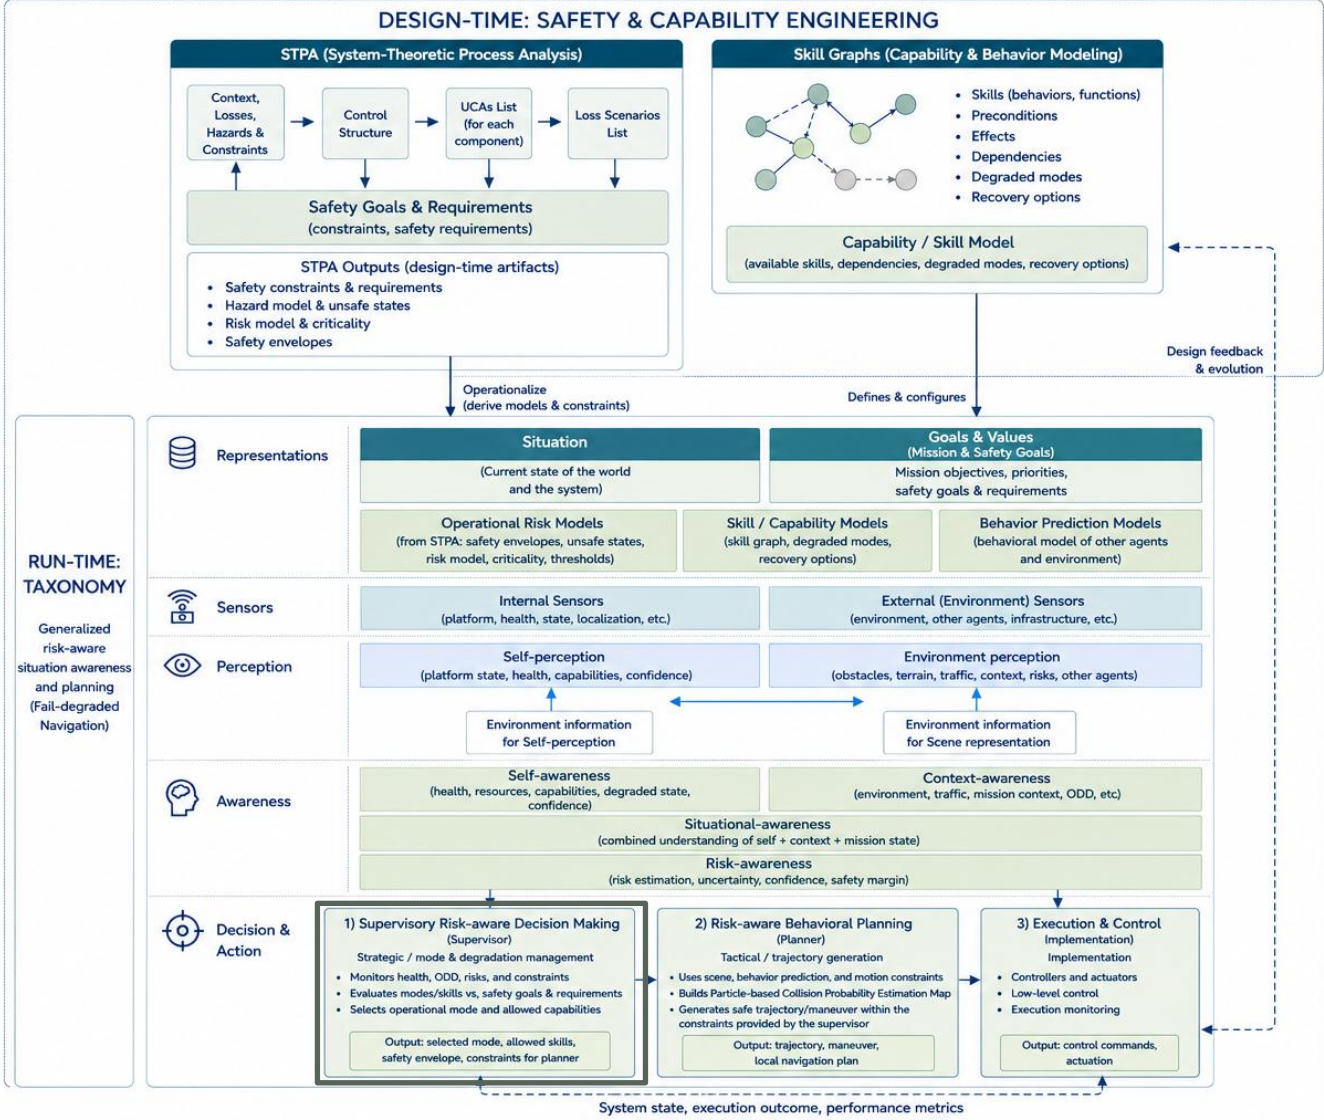 DESIGN-TIME: SAFETY & CAPABILITY ENGINEERING
STPA (System-Theoretic Process Analysis)
Context,
Losses,
Hazards &
Constraints
Control
Structure
UCAs List
(for each
component)
Loss Scenarios
List
Safety Goals & Requirements
(constraints, safety requirements)
STPA Outputs (design-time artifacts)
• Safety constraints & requirements
• Hazard model & unsafe states
• Risk model & criticality
• Safety envelopes
Skill Graphs (Capability & Behavior Modeling)
• Skills (behaviors, functions)
• Preconditions
• Effects
• Dependencies
• Degraded modes
• Recovery options
Capability / Skill Model
(available skills, dependencies, degraded modes, recovery options)
Design feedback
& evolution
Operationalize
(derive models & constraints)
Defines & configures
RUN-TIME:
TAXONOMY
Generalized
risk-aware
situation awareness
and planning
(Fail-degraded
Navigation)
Representations
Situation
(Current state of the world
and the system)
Goals & Values
(Mission & Safety Goals)
Mission objectives, priorities,
safety goals & requirements
Operational Risk Models
(from STPA: safety envelopes, unsafe states,
risk model, criticality, thresholds)
Skill / Capability Models
(skill graph, degraded modes,
recovery options)
Behavior Prediction Models
(behavioral model of other agents
and environment)
Sensors
Internal Sensors
(platform, health, state, localization, etc.)
External (Environment) Sensors
(environment, other agents, infrastructure, etc.)
Perception
Self-perception
(platform state, health, capabilities, confidence)
Environment perception
(obstacles, terrain, traffic, context, risks, other agents)
Environment information
for Self-perception
Environment information
for Scene representation
Awareness
Self-awareness
(health, resources, capabilities, degraded state,
confidence)
Context-awareness
(environment, traffic, mission context, ODD, etc)
Situational-awareness
(combined understanding of self + context + mission state)
Risk-awareness
(risk estimation, uncertainty, confidence, safety margin)
Decision &
Action
1) Supervisory Risk-aware Decision Making
(Supervisor)
Strategic / mode & degradation management
• Monitors health, ODD, risks, and constraints
• Evaluates modes/skills vs, safety goals & requirements
• Selects operational mode and allowed capabilities
Output: selected mode, allowed skills,
safety envelope, constraints for planner
2) Risk-aware Behavioral Planning
(Planner)
Tactical / trajectory generation
• Uses scene, behavior prediction, and motion constraints
• Builds Particle-based Collision Probability Estimation Map
• Generates safe trajectory/maneuver within the
constraints provided by the supervisor
Output: trajectory, maneuver,
local navigation plan
3) Execution & Control
(Implementation)
Implementation
• Controllers and actuators
• Low-level control
• Execution monitoring
Output: control commands,
actuation
System state, execution outcome, performance metrics